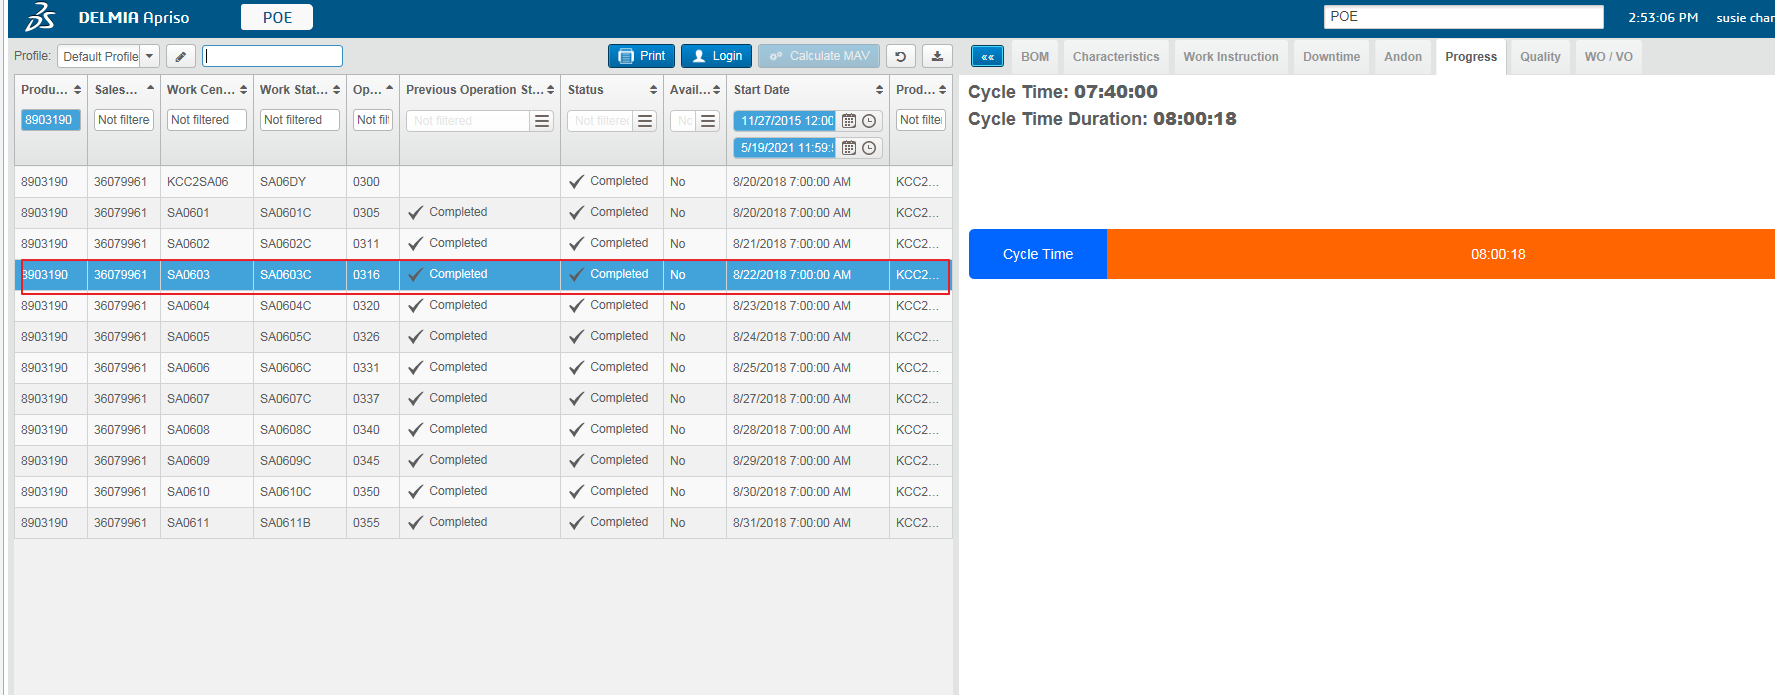 DELMIA Apriso POE POE 2:53:06 PM susie char
Profile: Default Profile Print Login Calculate MAV «« BOM Characteristics Work Instruction Downtime Andon Progress Quality WO / VO
Produ... Sales... Work Cen... Work Stat... Op... Previous Operation St... Status Avail... Start Date Prod...
8903190 Not filtere Not filtered Not filtered Not filt Not filtered Not filtered No 11/27/2015 12:00 Not filte
5/19/2021 11:59:5
Cycle Time: 07:40:00
Cycle Time Duration: 08:00:18
Cycle Time 08:00:18
8903190 36079961 KCC2SA06 SA06DY 0300 Completed No 8/20/2018 7:00:00 AM KCC2...
8903190 36079961 SA0601 SA0601C 0305 Completed Completed No 8/20/2018 7:00:00 AM KCC2...
8903190 36079961 SA0602 SA0602C 0311 Completed Completed No 8/21/2018 7:00:00 AM KCC2...
8903190 36079961 SA0603 SA0603C 0316 Completed Completed No 8/22/2018 7:00:00 AM KCC2...
8903190 36079961 SA0604 SA0604C 0320 Completed Completed No 8/23/2018 7:00:00 AM KCC2...
8903190 36079961 SA0605 SA0605C 0326 Completed Completed No 8/24/2018 7:00:00 AM KCC2...
8903190 36079961 SA0606 SA0606C 0331 Completed Completed No 8/25/2018 7:00:00 AM KCC2...
8903190 36079961 SA0607 SA0607C 0337 Completed Completed No 8/27/2018 7:00:00 AM KCC2...
8903190 36079961 SA0608 SA0608C 0340 Completed Completed No 8/28/2018 7:00:00 AM KCC2...
8903190 36079961 SA0609 SA0609C 0345 Completed Completed No 8/29/2018 7:00:00 AM KCC2...
8903190 36079961 SA0610 SA0610C 0350 Completed Completed No 8/30/2018 7:00:00 AM KCC2...
8903190 36079961 SA0611 SA0611B 0355 Completed Completed No 8/31/2018 7:00:00 AM KCC2...